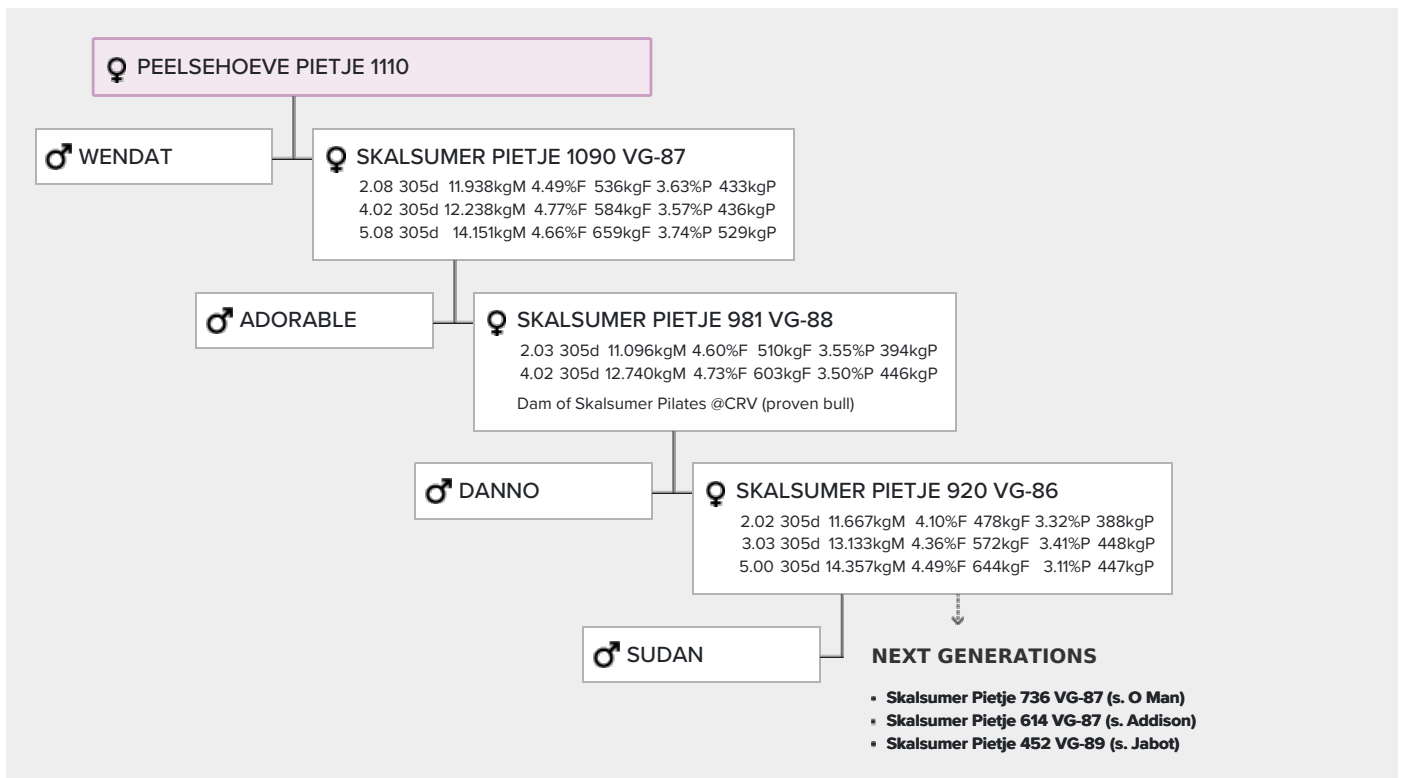 ♀ PEELSEHOEVE PIETJE 1110
♂ WENDAT
♀ SKALSUMER PIETJE 1090 VG-87
2.08 305d 11.938kgM 4.49%F 536kgF 3.63%P 433kgP
4.02 305d 12.238kgM 4.77%F 584kgF 3.57%P 436kgP
5.08 305d 14.151kgM 4.66%F 659kgF 3.74%P 529kgP
♂ ADORABLE
♀ SKALSUMER PIETJE 981 VG-88
2.03 305d 11.096kgM 4.60%F 510kgF 3.55%P 394kgP
4.02 305d 12.740kgM 4.73%F 603kgF 3.50%P 446kgP
Dam of Skalsumer Pilates @CRV (proven bull)
♂ DANNO
♀ SKALSUMER PIETJE 920 VG-86
2.02 305d 11.667kgM 4.10%F 478kgF 3.32%P 388kgP
3.03 305d 13.133kgM 4.36%F 572kgF 3.41%P 448kgP
5.00 305d 14.357kgM 4.49%F 644kgF 3.11%P 447kgP
♂ SUDAN
NEXT GENERATIONS
• Skalsumer Pietje 736 VG-87 (s. O Man)
• Skalsumer Pietje 614 VG-87 (s. Addison)
• Skalsumer Pietje 452 VG-89 (s. Jabot)